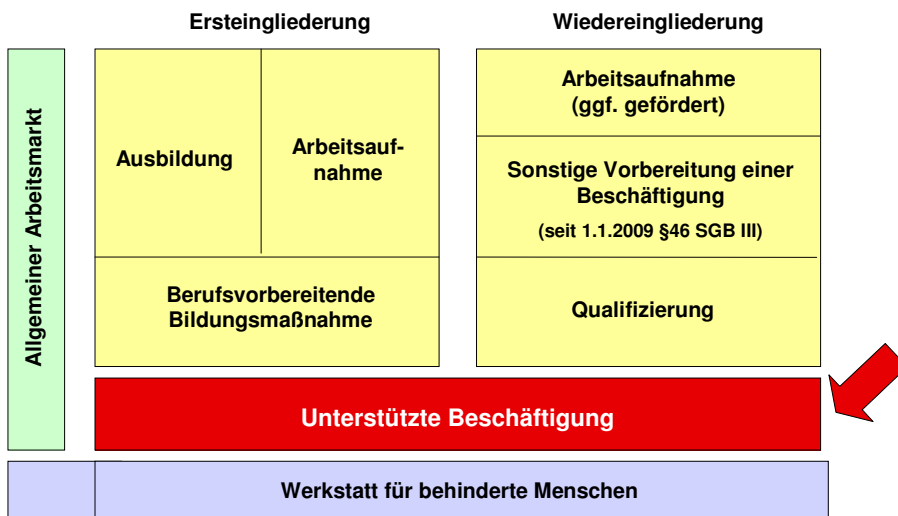 Ersteingliederung
Wiedereingliederung
Allgemeiner Arbeitsmarkt
Ausbildung
Arbeitsauf-
nahme
Berufsvorbereitende
Bildungsmaßnahme
Arbeitsaufnahme
(ggf. gefördert)
Sonstige Vorbereitung einer
Beschäftigung
(seit 1.1.2009 §46 SGB III)
Qualifizierung
Unterstützte Beschäftigung
Werkstatt für behinderte Menschen